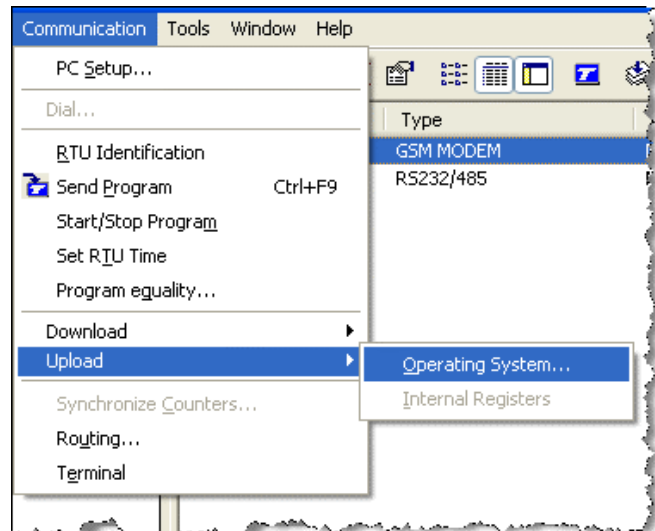 Communication Tools Window Help
PC Setup...
Dial...
RTU Identification
Send Program Ctrl+F9
Start/Stop Program
Set RTU Time
Program equality...
Download
Upload
Synchronize Counters...
Routing...
Terminal
Type
GSM MODEM
RS232/485
Operating System...
Internal Registers